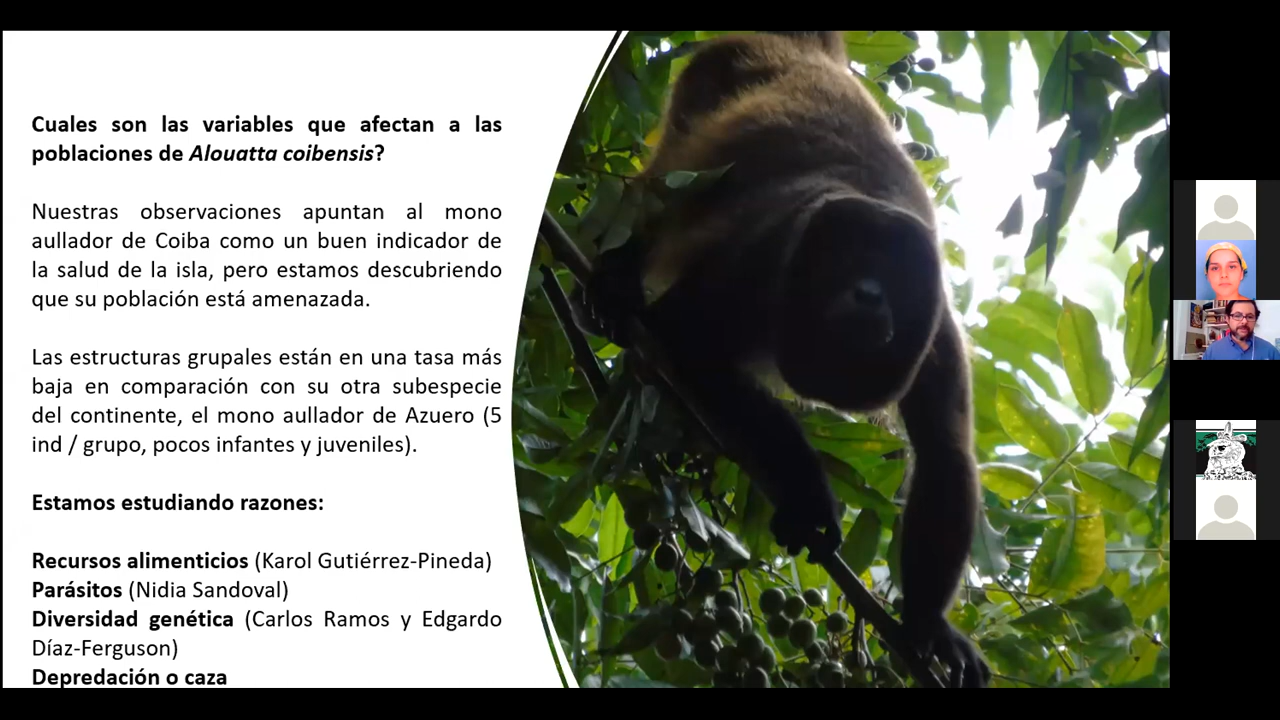 Cuales son las variables que afectan a las
poblaciones de Alouatta coibensis?
Nuestras observaciones apuntan al mono
aullador de Coiba como un buen indicador de
la salud de la isla, pero estamos descubriendo
que su población está amenazada.
Las estructuras grupales están en una tasa más
baja en comparación con su otra subespecie
del continente, el mono aullador de Azuero (5
ind / grupo, pocos infantes y juveniles).
Estamos estudiando razones:
Recursos alimenticios (Karol Gutiérrez-Pineda)
Parásitos (Nidia Sandoval)
Diversidad genética (Carlos Ramos y Edgardo
Díaz-Ferguson)
Depredación o caza